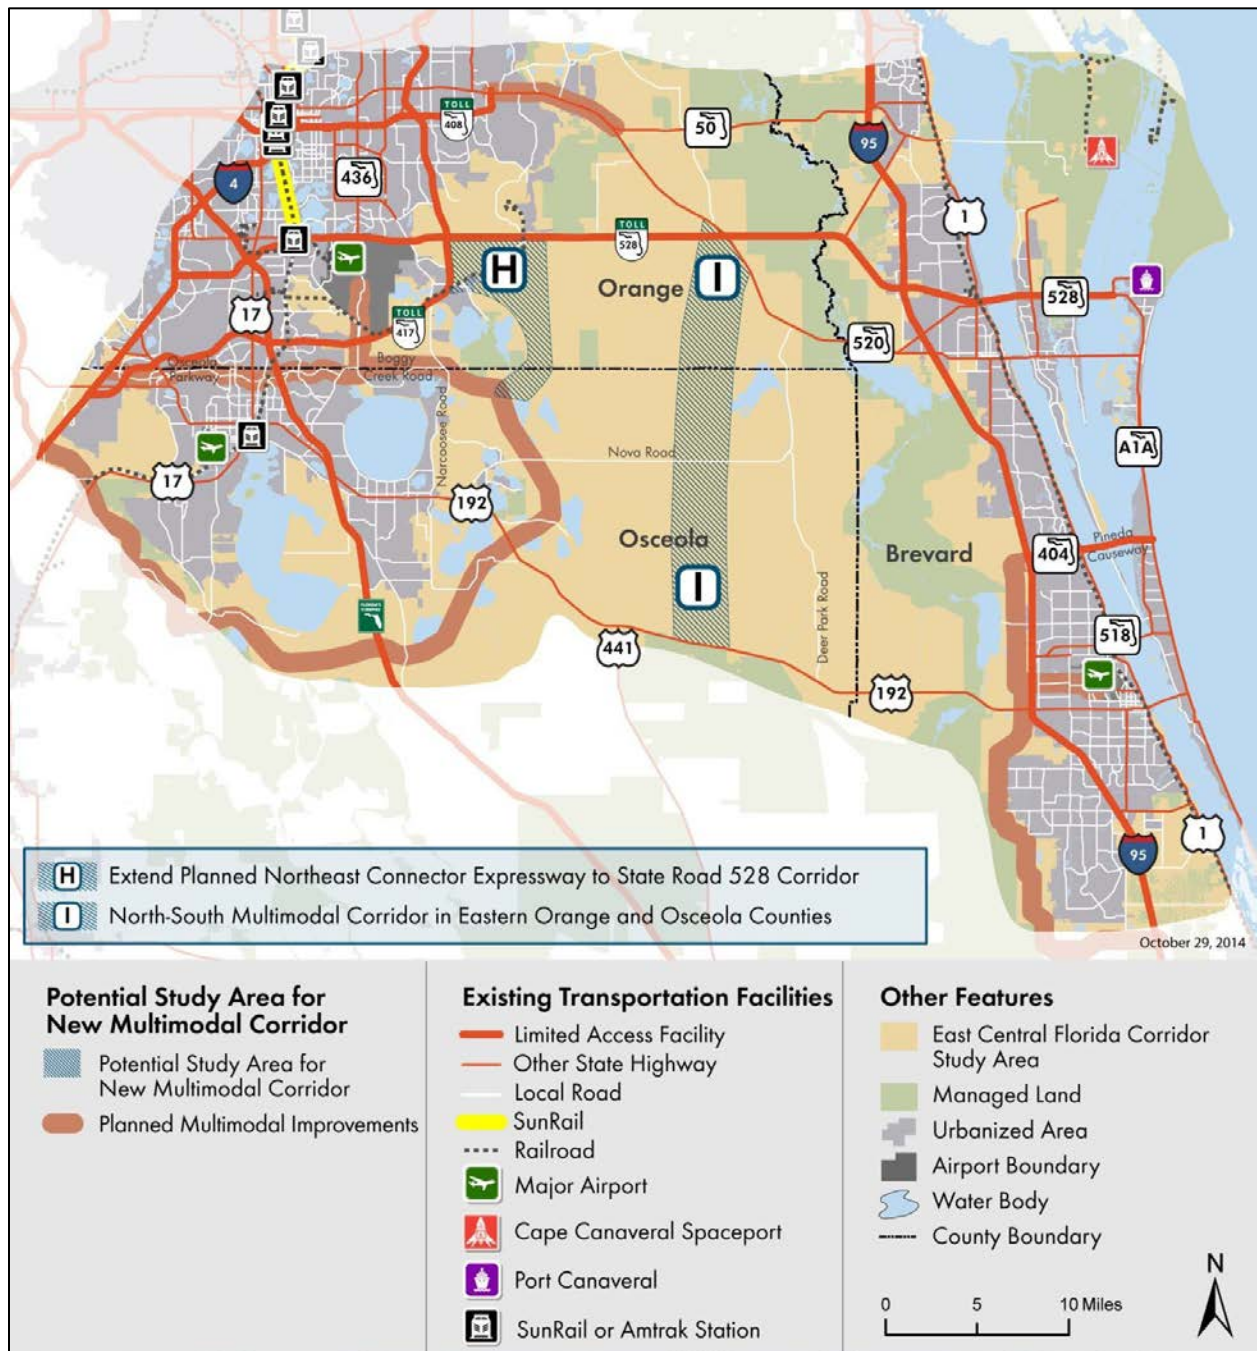 TOLL
408
50
95
436
4
1
TOLL
528
H
I
Orange
528
17
TOLL
417
520
Osceola
Parkway
Boggy
Creek Road
Narcoossee Road
A1A
Nova Road
17
192
Osceola
Brevard
404
Pineda
Causeway
I
Deer Park Road
518
441
192
1
95
H Extend Planned Northeast Connector Expressway to State Road 528 Corridor
I North-South Multimodal Corridor in Eastern Orange and Osceola Counties
October 29, 2014
Potential Study Area for
New Multimodal Corridor
Potential Study Area for
New Multimodal Corridor
Planned Multimodal Improvements
Existing Transportation Facilities
Limited Access Facility
Other State Highway
Local Road
SunRail
Railroad
Major Airport
Cape Canaveral Spaceport
Port Canaveral
SunRail or Amtrak Station
Other Features
East Central Florida Corridor
Study Area
Managed Land
Urbanized Area
Airport Boundary
Water Body
County Boundary
N
0 5 10 Miles